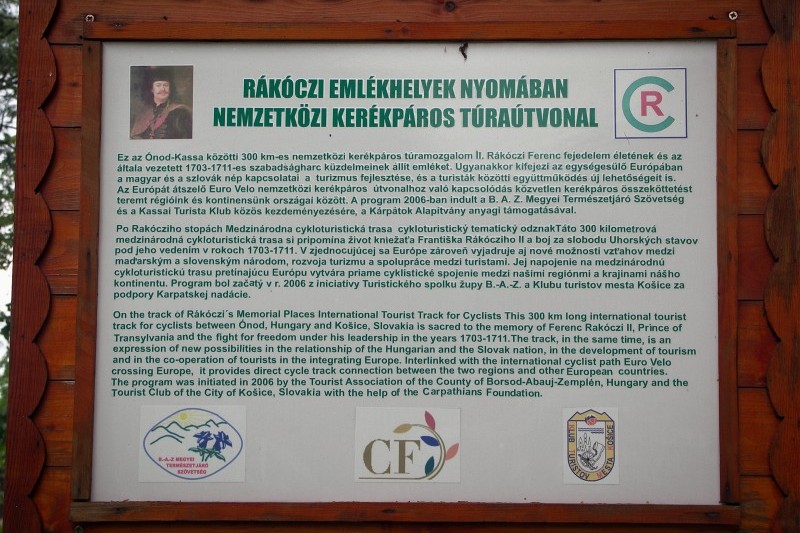 RÁKÓCZI EMLÉKHELYEK NYOMÁBAN
NEMZETKÖZI KERÉKPÁROS TÚRAÚTVONAL
CR
Ez az Ónod-Kassa közötti 300 km-es nemzetközi kerékpáros túramozgalom II. Rákóczi Ferenc fejedelem életének és az
általa vezetett 1703-1711-es szabadságharc küzdelmeinek állít emléket. Ugyanakkor kifejezi az egységesülő Európában
a magyar és a szlovák nép kapcsolatai a turizmus fejlesztése, és a turisták közötti együttműködés új lehetőségeit is.
Az Európát átszelő Euro Velo nemzetközi kerékpáros útvonalhoz való kapcsolódás közvetlen kerékpáros összeköttetést
teremt régióink és kontinensünk országai között. A program 2006-ban indult a B. A. Z. Megyei Természetjáró Szövetség
és a Kassai Turista Klub közös kezdeményezésére, a Kárpátok Alapítvány anyagi támogatásával.
Po Rakócziho stopách Medzinárodna cykloturistická trasa cykloturistický tematický odznakTáto 300 kilometrová
medzinárodná cykloturistická trasa si pripomína život kniežaťa Františka Rákócziho II a boj za slobodu Uhorských stavov
pod jeho vedením v rokoch 1703-1711. V zjednocujúcej sa Európe zároveň vyjadruje aj nové možnosti vzťahov medzi
maďarským a slovenským národom, rozvoja turizmu a spolupráce medzi turistami. Jej napojenie na medzinárodnú
cykloturistickú trasu pretínajúcu Európu vytvára priame cyklistické spojenie medzi našimi regiónmi a krajinami nášho
kontinentu. Program bol začatý v r. 2006 z iniciatívy Turistického spolku župy B.-A.-Z. a Klubu turistov mesta Košice za
podpory Karpatskej nadácie.
On the track of Rákóczi´s Memorial Places International Tourist Track for Cyclists This 300 km long international tourist
track for cyclists between Ónod, Hungary and Košice, Slovakia is sacred to the memory of Ferenc Rakóczi II, Prince of
Transylvania and the fight for freedom under his leadership in the years 1703-1711.The track, in the same time, is an
expression of new possibilities in the relationship of the Hungarian and the Slovak nation, in the development of tourism
and in the co-operation of tourists in the integrating Europe. Interlinked with the international cyclist path Euro Velo
crossing Europe, it provides direct cycle track connection between the two regions and other European countries.
The program was initiated in 2006 by the Tourist Association of the County of Borsod-Abauj-Zemplén, Hungary and the
Tourist Club of the City of Košice, Slovakia with the help of the Carpathians Foundation.
B.-A.-Z MEGYEI
TERMÉSZETJÁRÓ
SZÖVETSÉG
CF
KLUB TURISTOV MESTA KOŠICE